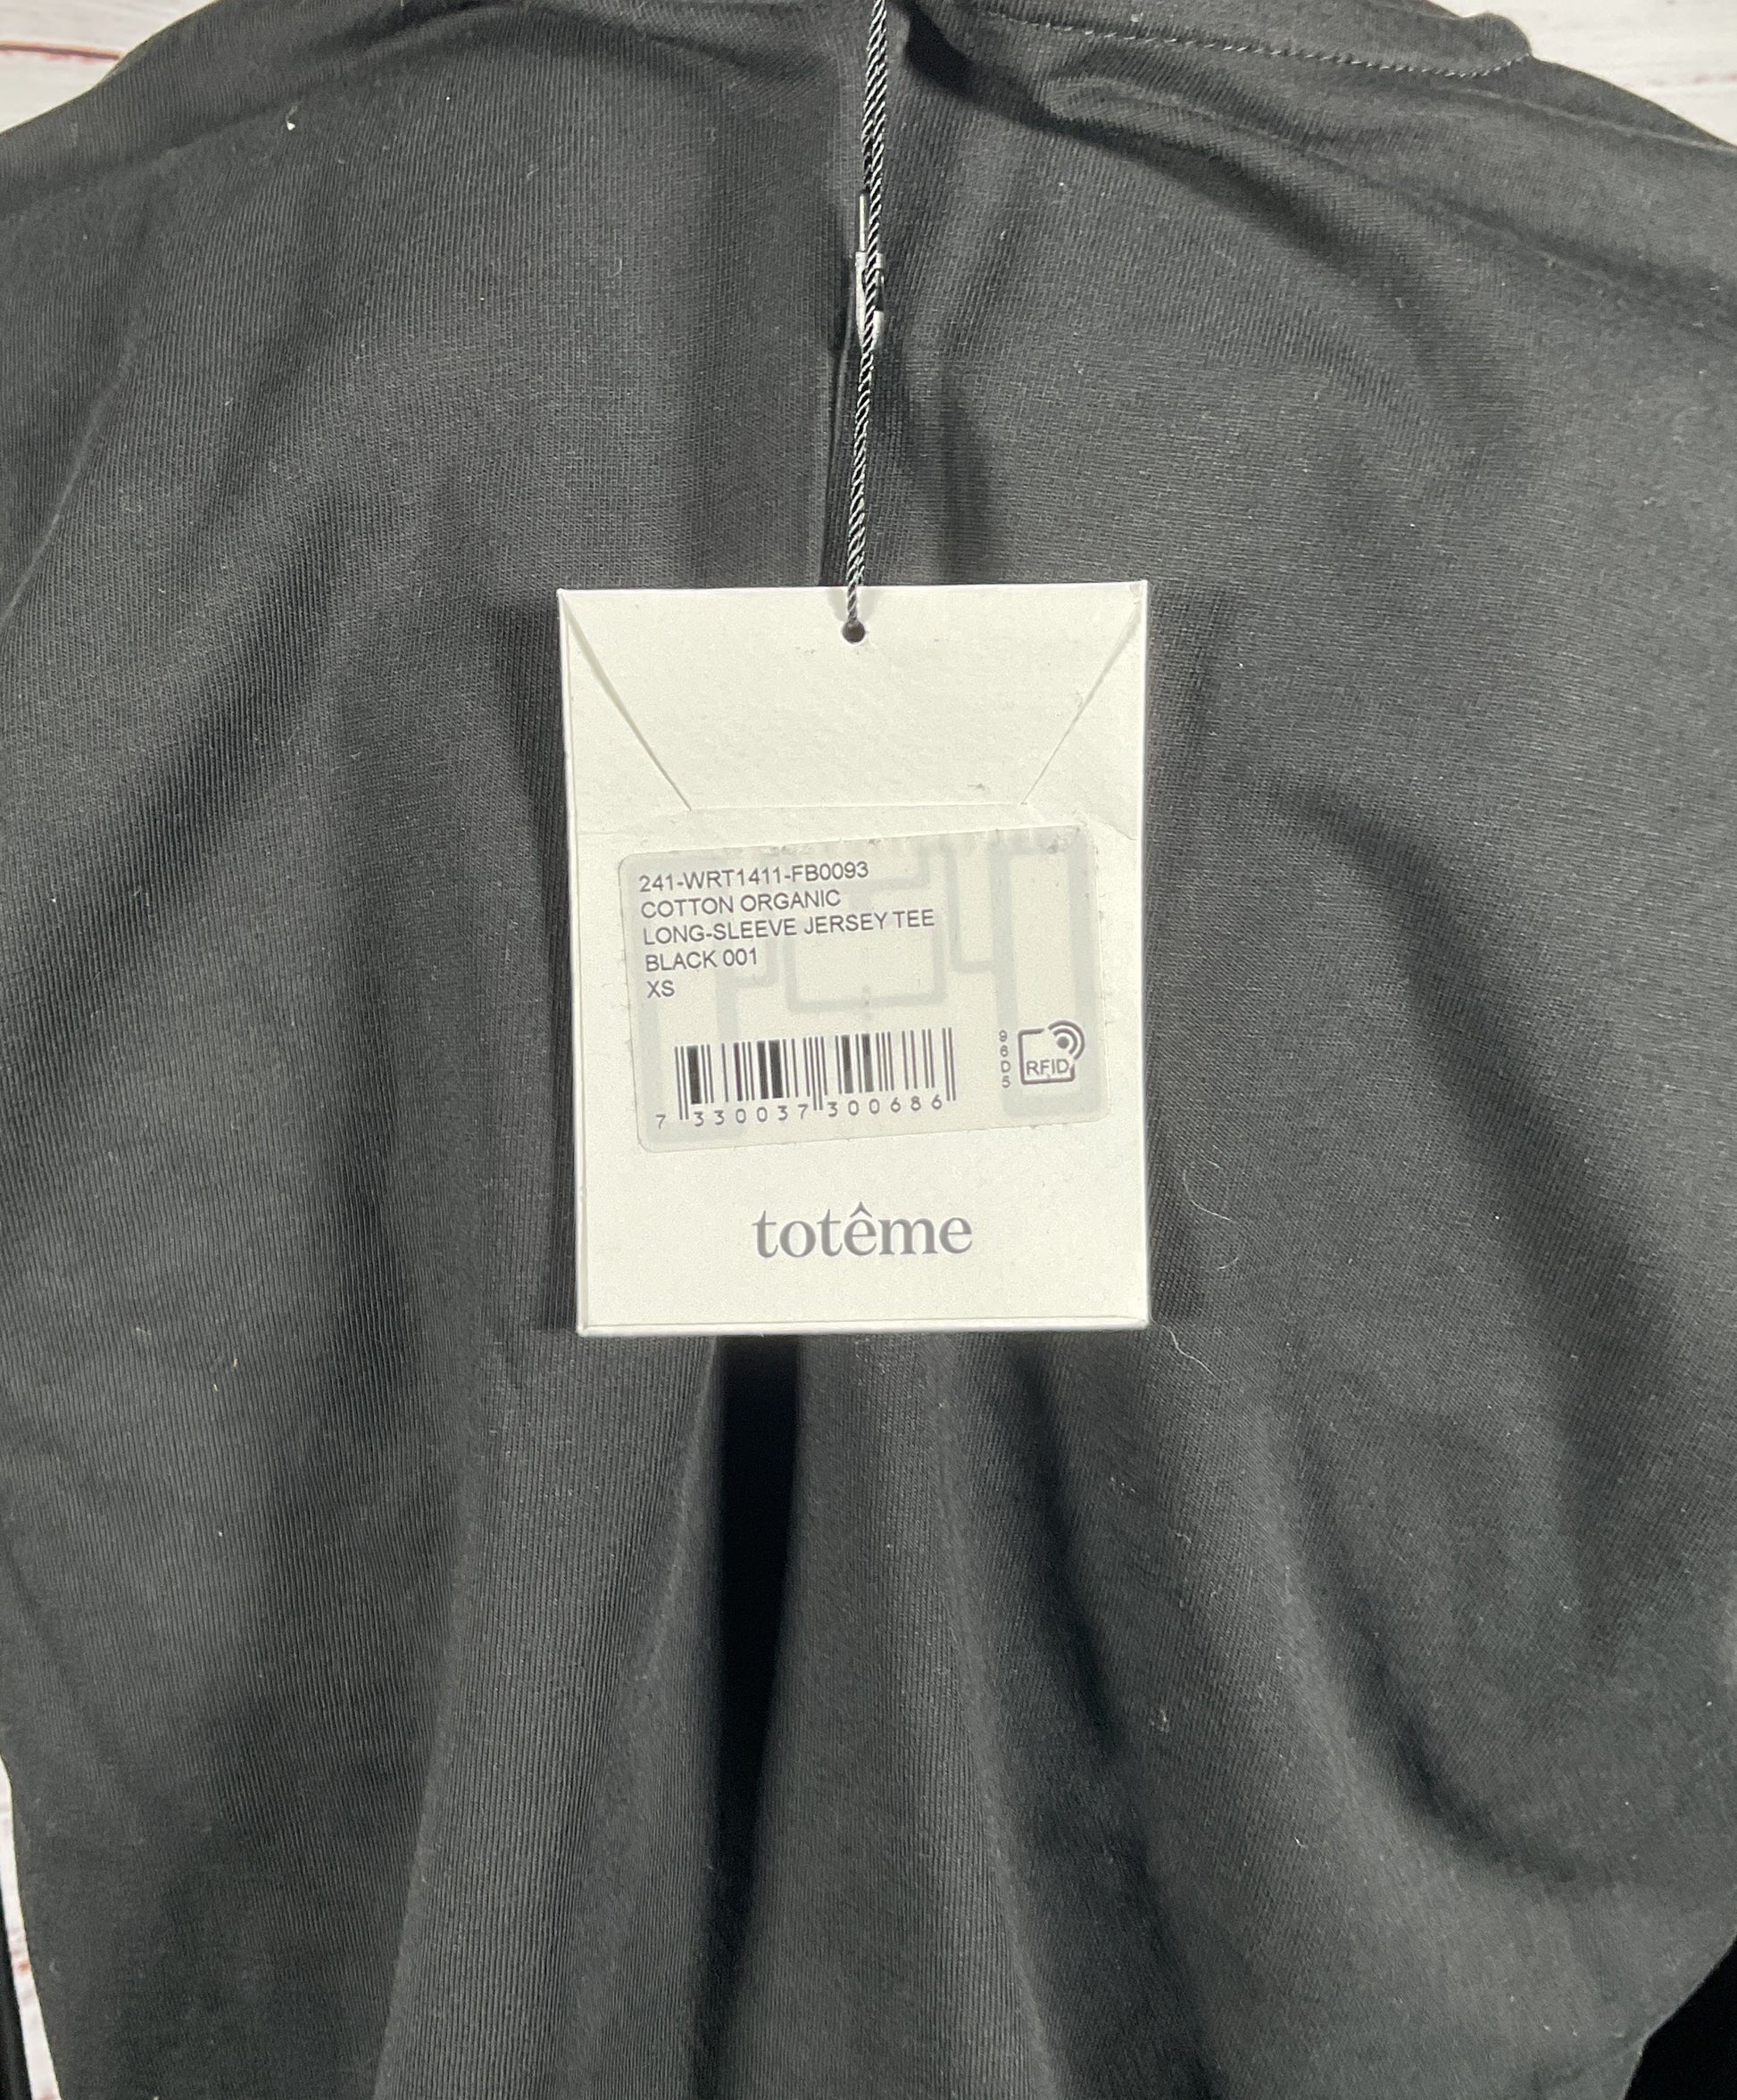 241-WRT1411-FB0093
COTTON ORGANIC
LONG-SLEEVE JERSEY TEE
BLACK 001
XS
7 330037 300686
96D5
RFID
totême